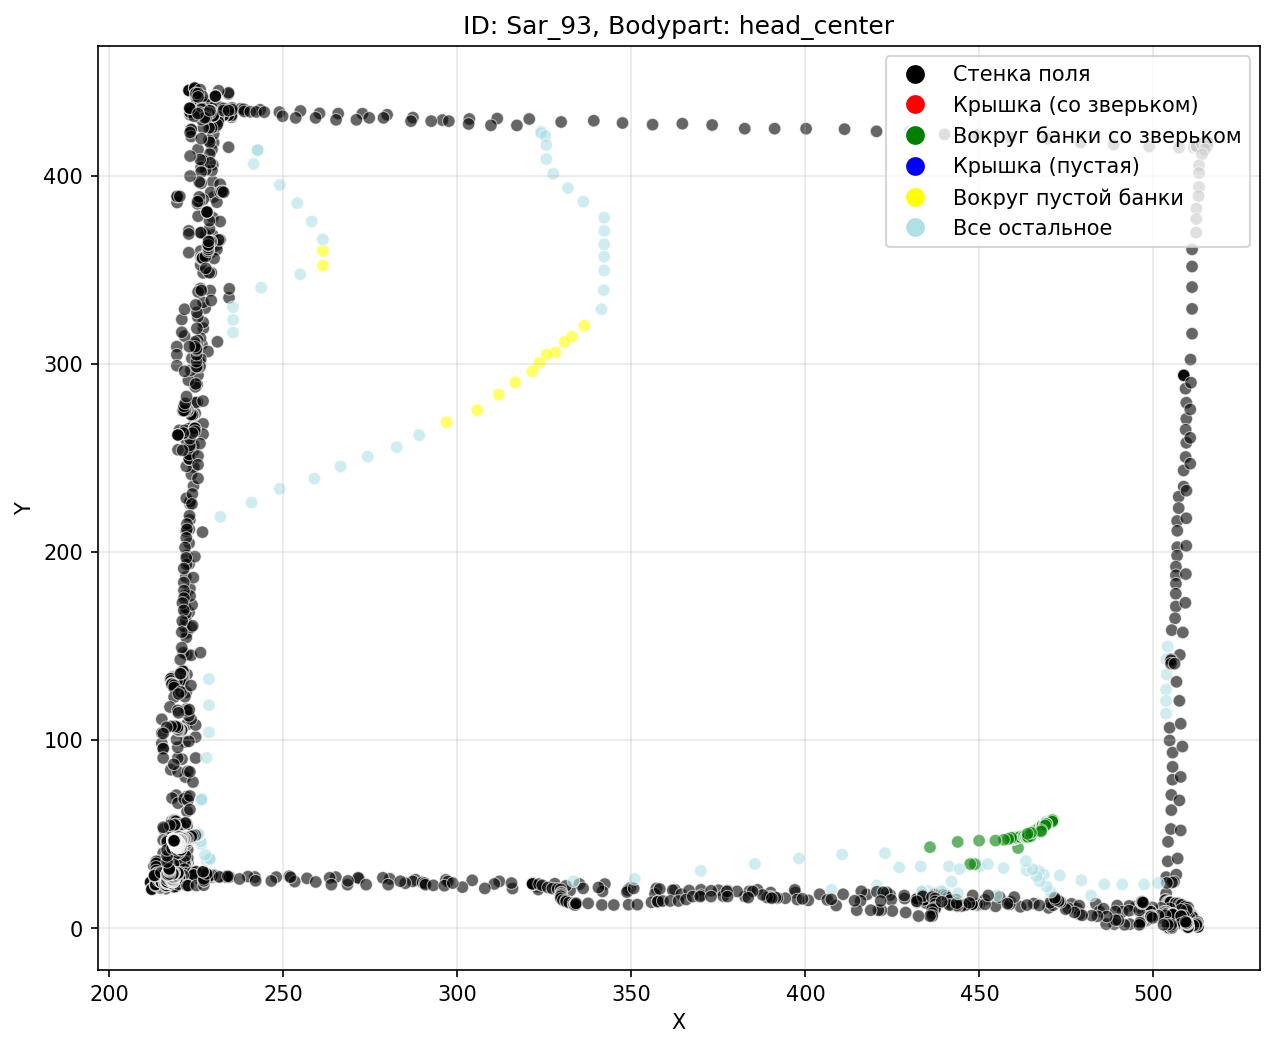 ID: Sar_93, Bodypart: head_center
Стенка поля
Крышка (со зверьком)
Вокруг банки со зверьком
Крышка (пустая)
Вокруг пустой банки
Все остальное
400
300
200
100
0
Y
200
250
300
350
400
450
500
X